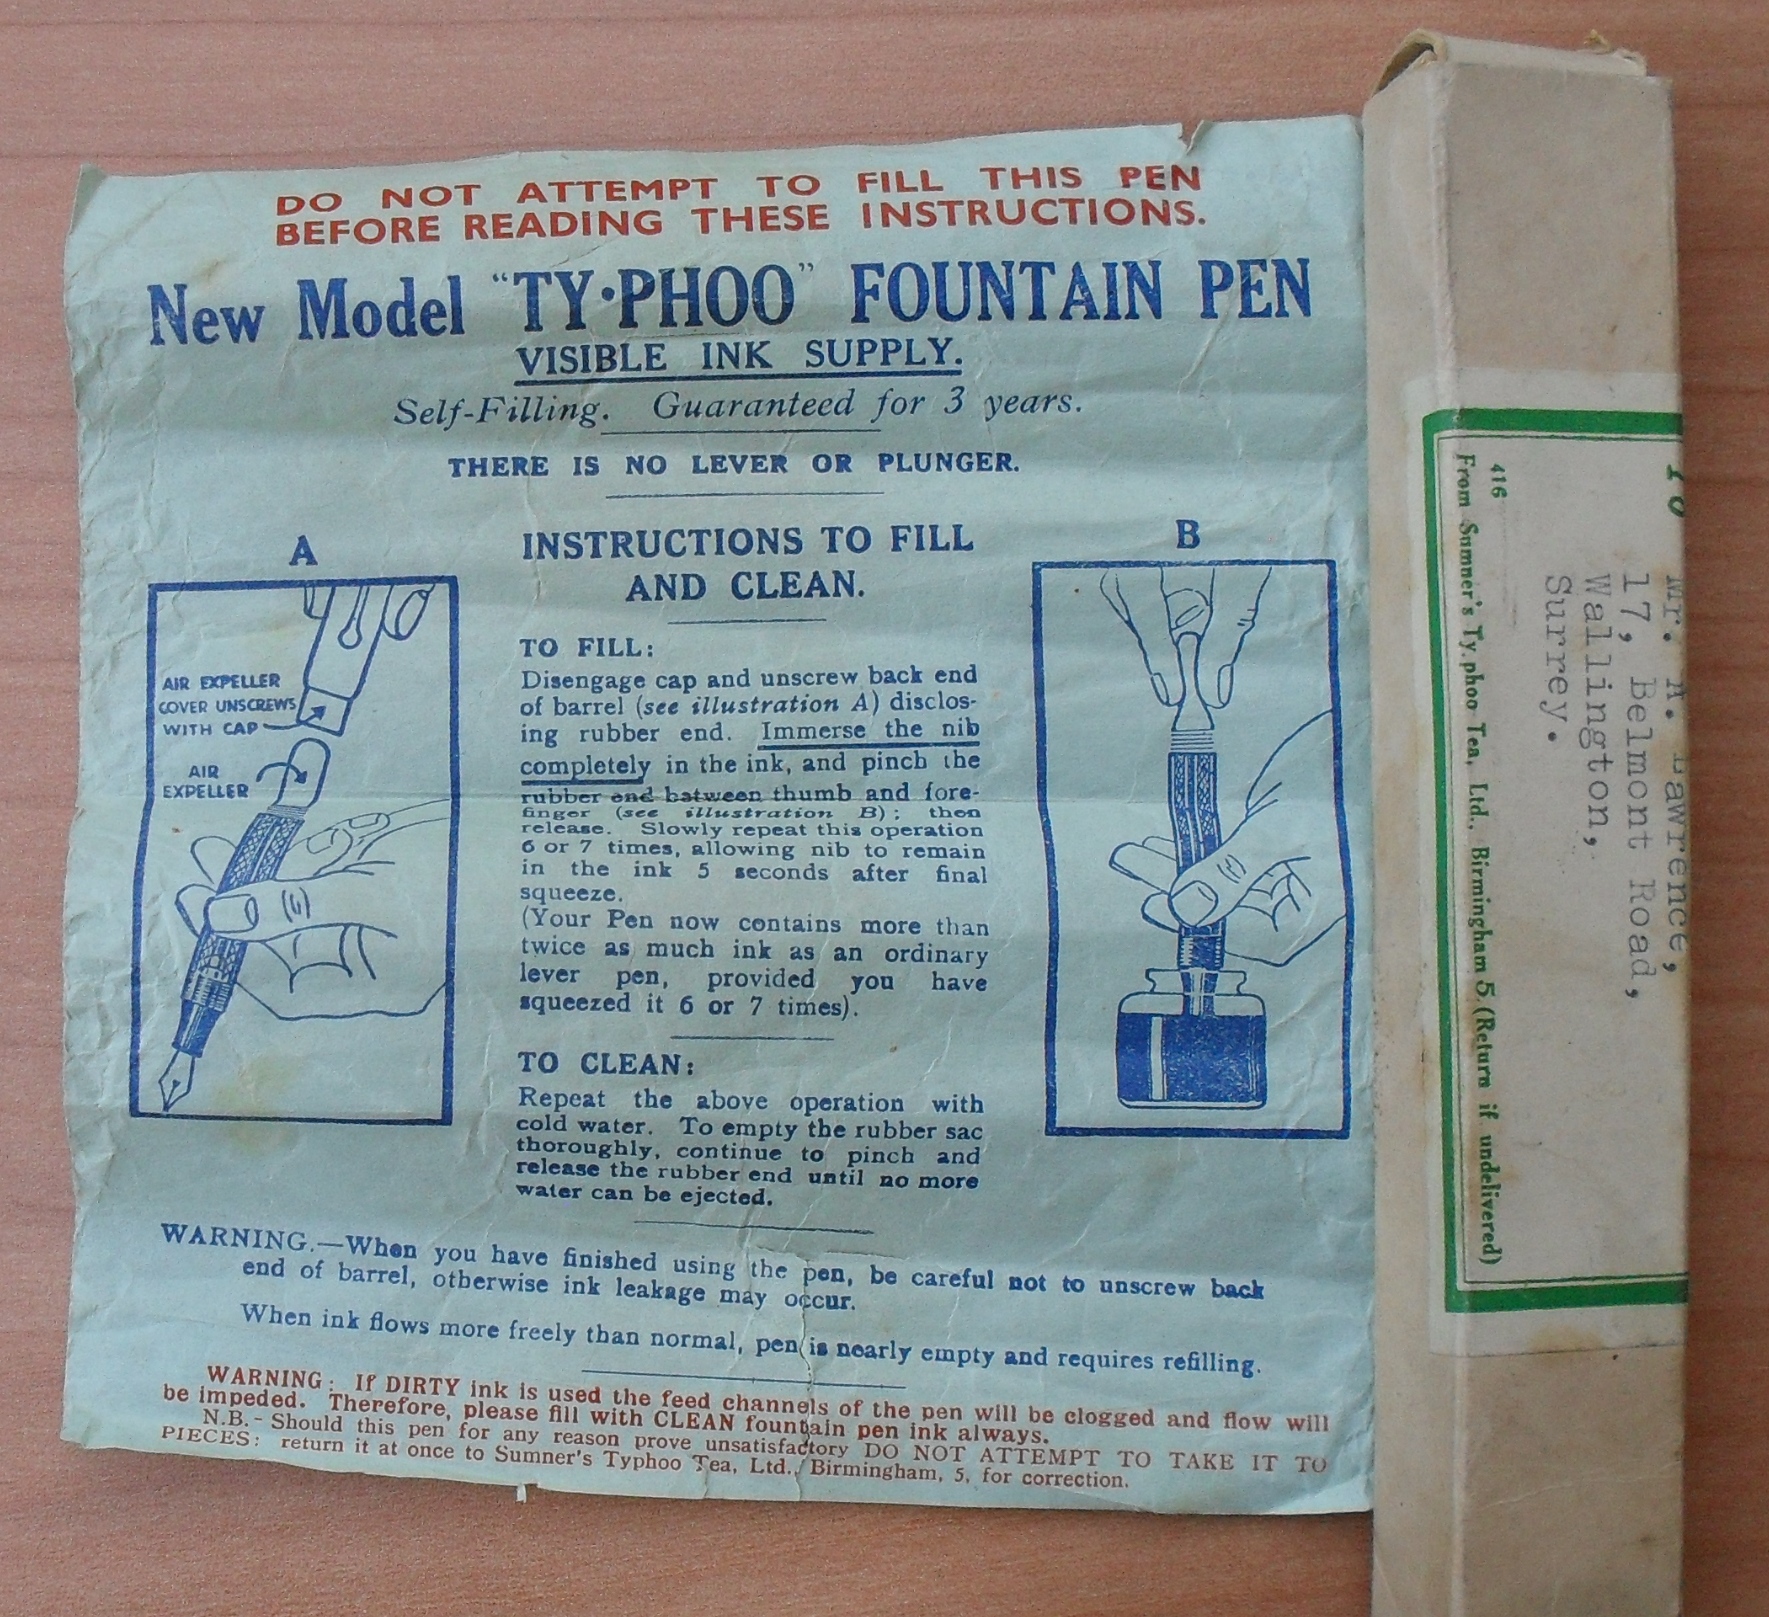 DO NOT ATTEMPT TO FILL THIS PEN
BEFORE READING THESE INSTRUCTIONS.
New Model "TY·PHOO" FOUNTAIN PEN
VISIBLE INK SUPPLY.
Self-Filling. Guaranteed for 3 years.
THERE IS NO LEVER OR PLUNGER.
A
AIR EXPELLER
COVER UNSCREWS
WITH CAP
AIR
EXPELLER
INSTRUCTIONS TO FILL
AND CLEAN.
TO FILL:
Disengage cap and unscrew back end
of barrel (see illustration A) disclos-
ing rubber end. Immerse the nib
completely in the ink, and pinch the
rubber end between thumb and fore-
finger (see illustration B); then
release. Slowly repeat this operation
6 or 7 times, allowing nib to remain
in the ink 5 seconds after final
squeeze.
(Your Pen now contains more than
twice as much ink as an ordinary
lever pen, provided you have
squeezed it 6 or 7 times).
TO CLEAN:
Repeat the above operation with
cold water. To empty the rubber sac
thoroughly, continue to pinch and
release the rubber end until no more
water can be ejected.
B
WARNING.—When you have finished using the pen, be careful not to unscrew back
end of barrel, otherwise ink leakage may occur.
When ink flows more freely than normal, pen is nearly empty and requires refilling.
WARNING: If DIRTY ink is used the feed channels of the pen will be clogged and flow will
be impeded. Therefore, please fill with CLEAN fountain pen ink always.
N.B.- Should this pen for any reason prove unsatisfactory DO NOT ATTEMPT TO TAKE IT TO
PIECES: return it at once to Sumner's Typhoo Tea, Ltd., Birmingham, 5, for correction.
To
Mr. Lawrence,
17, Belmont Road,
Wallington,
Surrey.
416
From Sumner's Ty.phoo Tea, Ltd., Birmingham 5.(Return if undelivered)